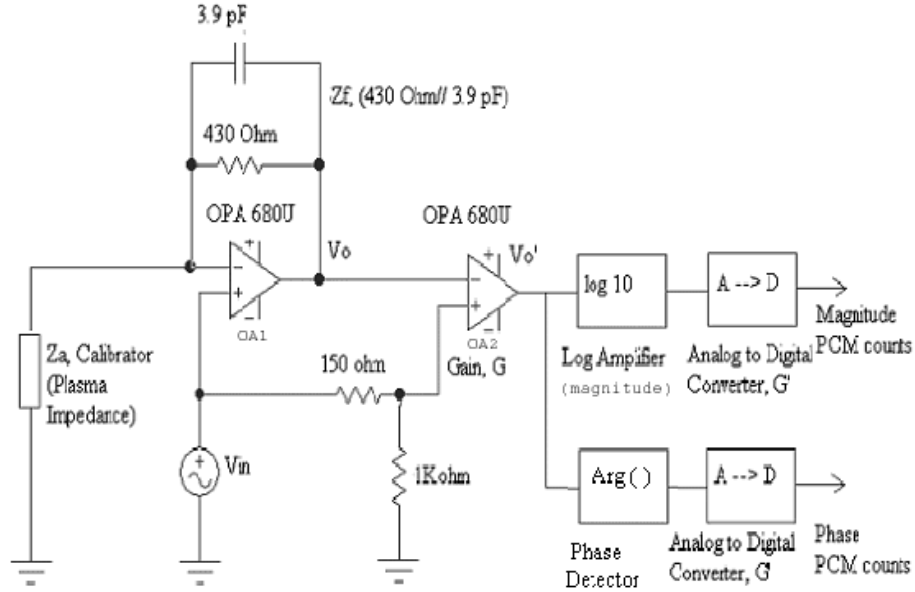 3.9 pF
Zf, (430 Ohm// 3.9 pF)
430 Ohm
OPA 680U
OPA 680U
Vo
Vo'
+
−
+
−
+
−
+
−
OA1
OA2
Gain, G
log 10
A --> D
Magnitude
PCM counts
Log Amplifier
(magnitude)
Analog to Digital
Converter, G'
Za, Calibrator
(Plasma
Impedance)
150 ohm
+
Vin
1Kohm
Arg()
A --> D
Phase
PCM counts
Phase
Detector
Analog to Digital
Converter, G'